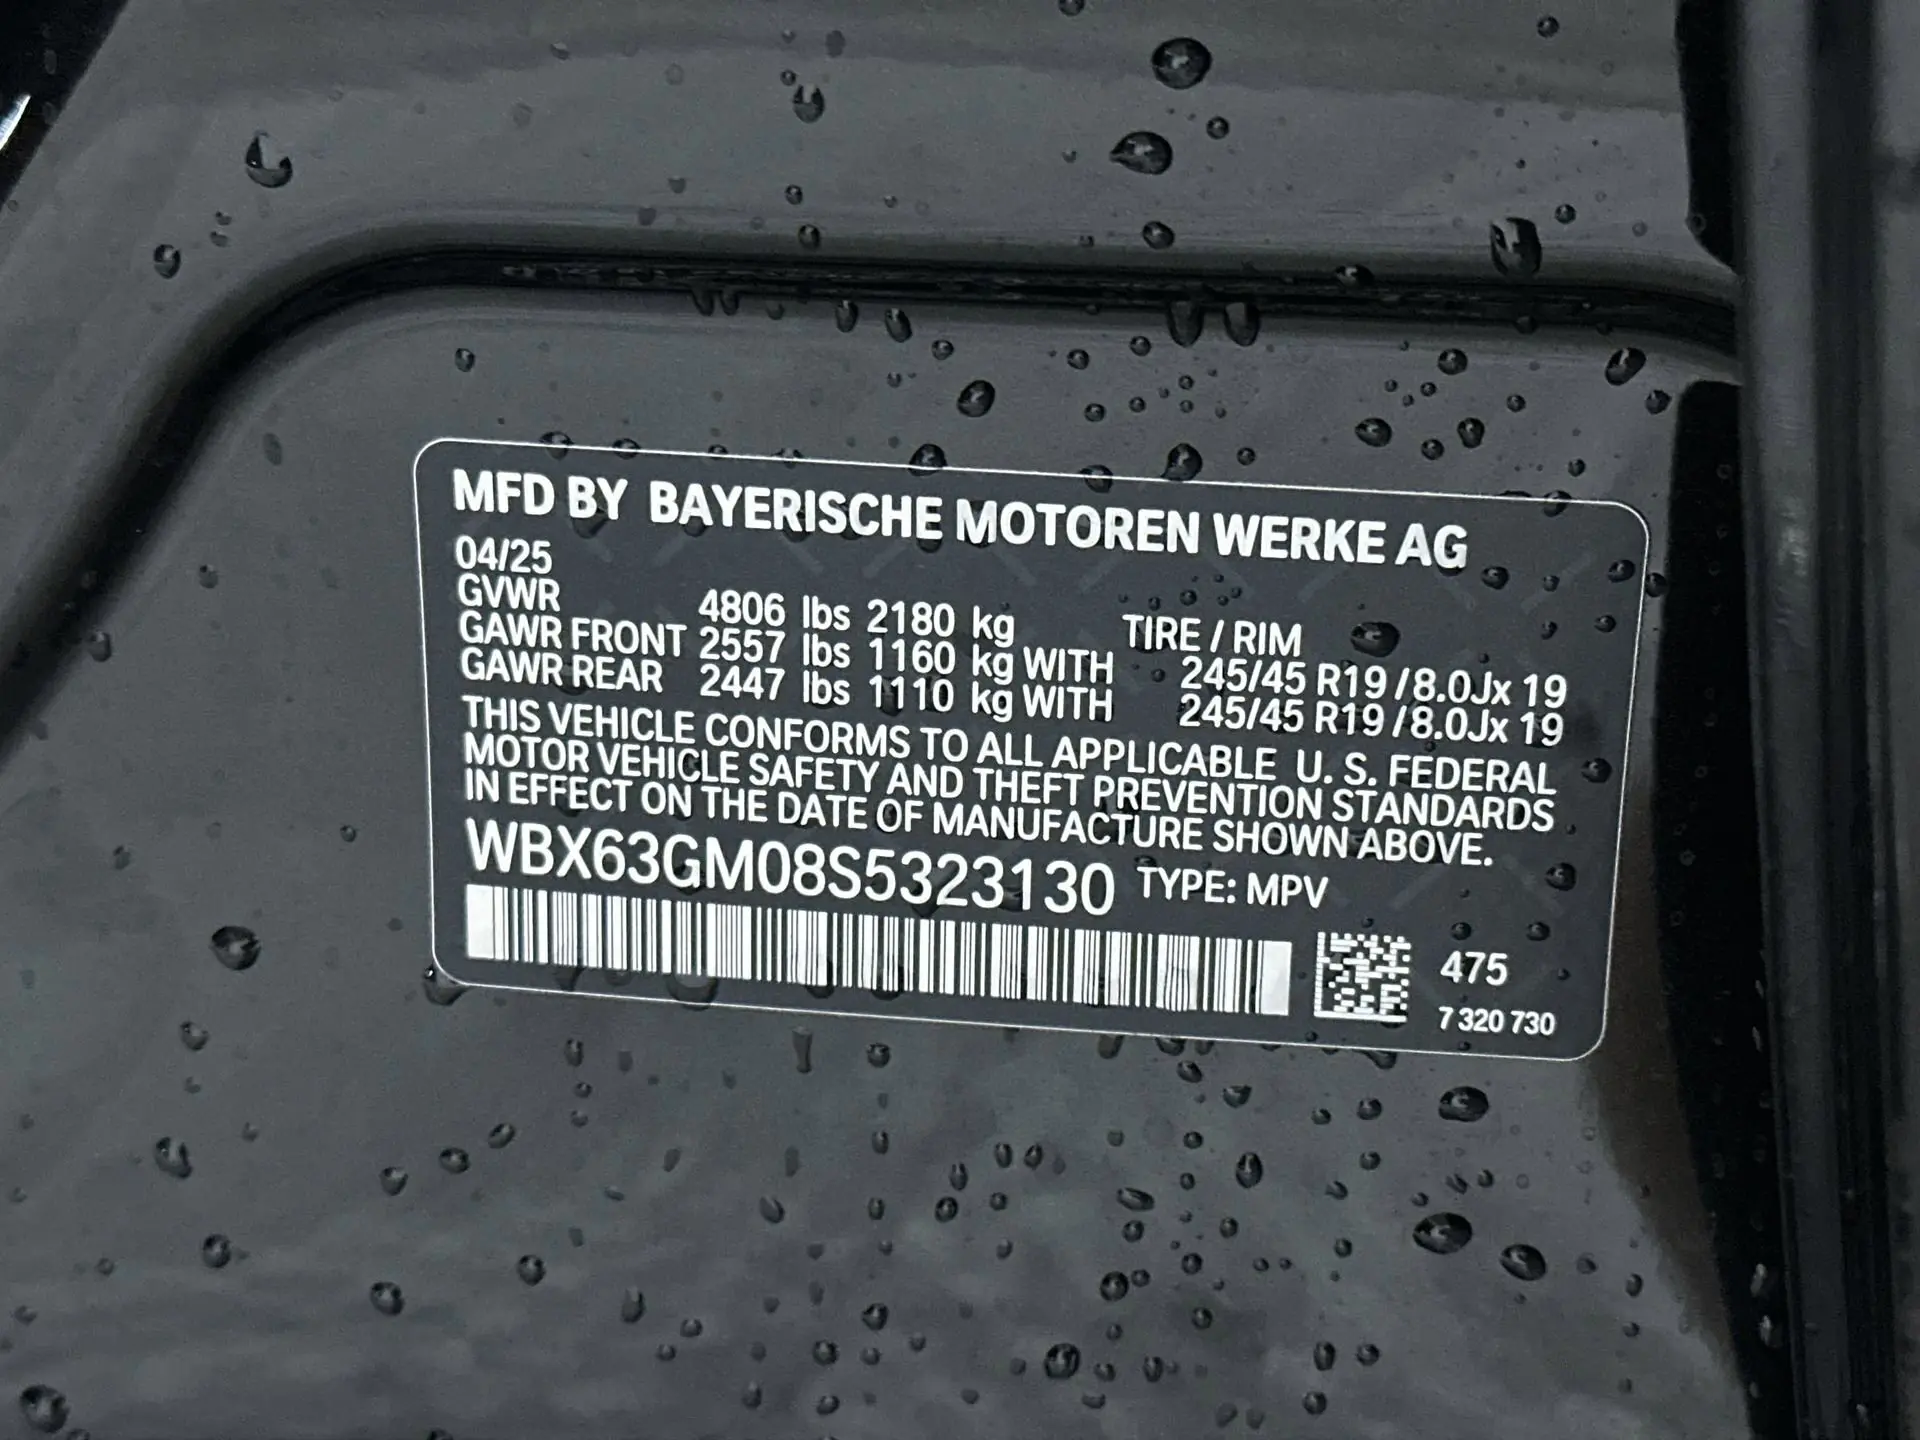 MFD BY BAYERISCHE MOTOREN WERKE AG
04/25
GVWR 4806 lbs 2180 kg TIRE / RIM
GAWR FRONT 2557 lbs 1160 kg WITH 245/45 R19 /8.0Jx 19
GAWR REAR 2447 lbs 1110 kg WITH 245/45 R19 /8.0Jx 19
THIS VEHICLE CONFORMS TO ALL APPLICABLE U. S. FEDERAL
MOTOR VEHICLE SAFETY AND THEFT PREVENTION STANDARDS
IN EFFECT ON THE DATE OF MANUFACTURE SHOWN ABOVE.
WBX63GM08S5323130 TYPE: MPV
475
7 320 730